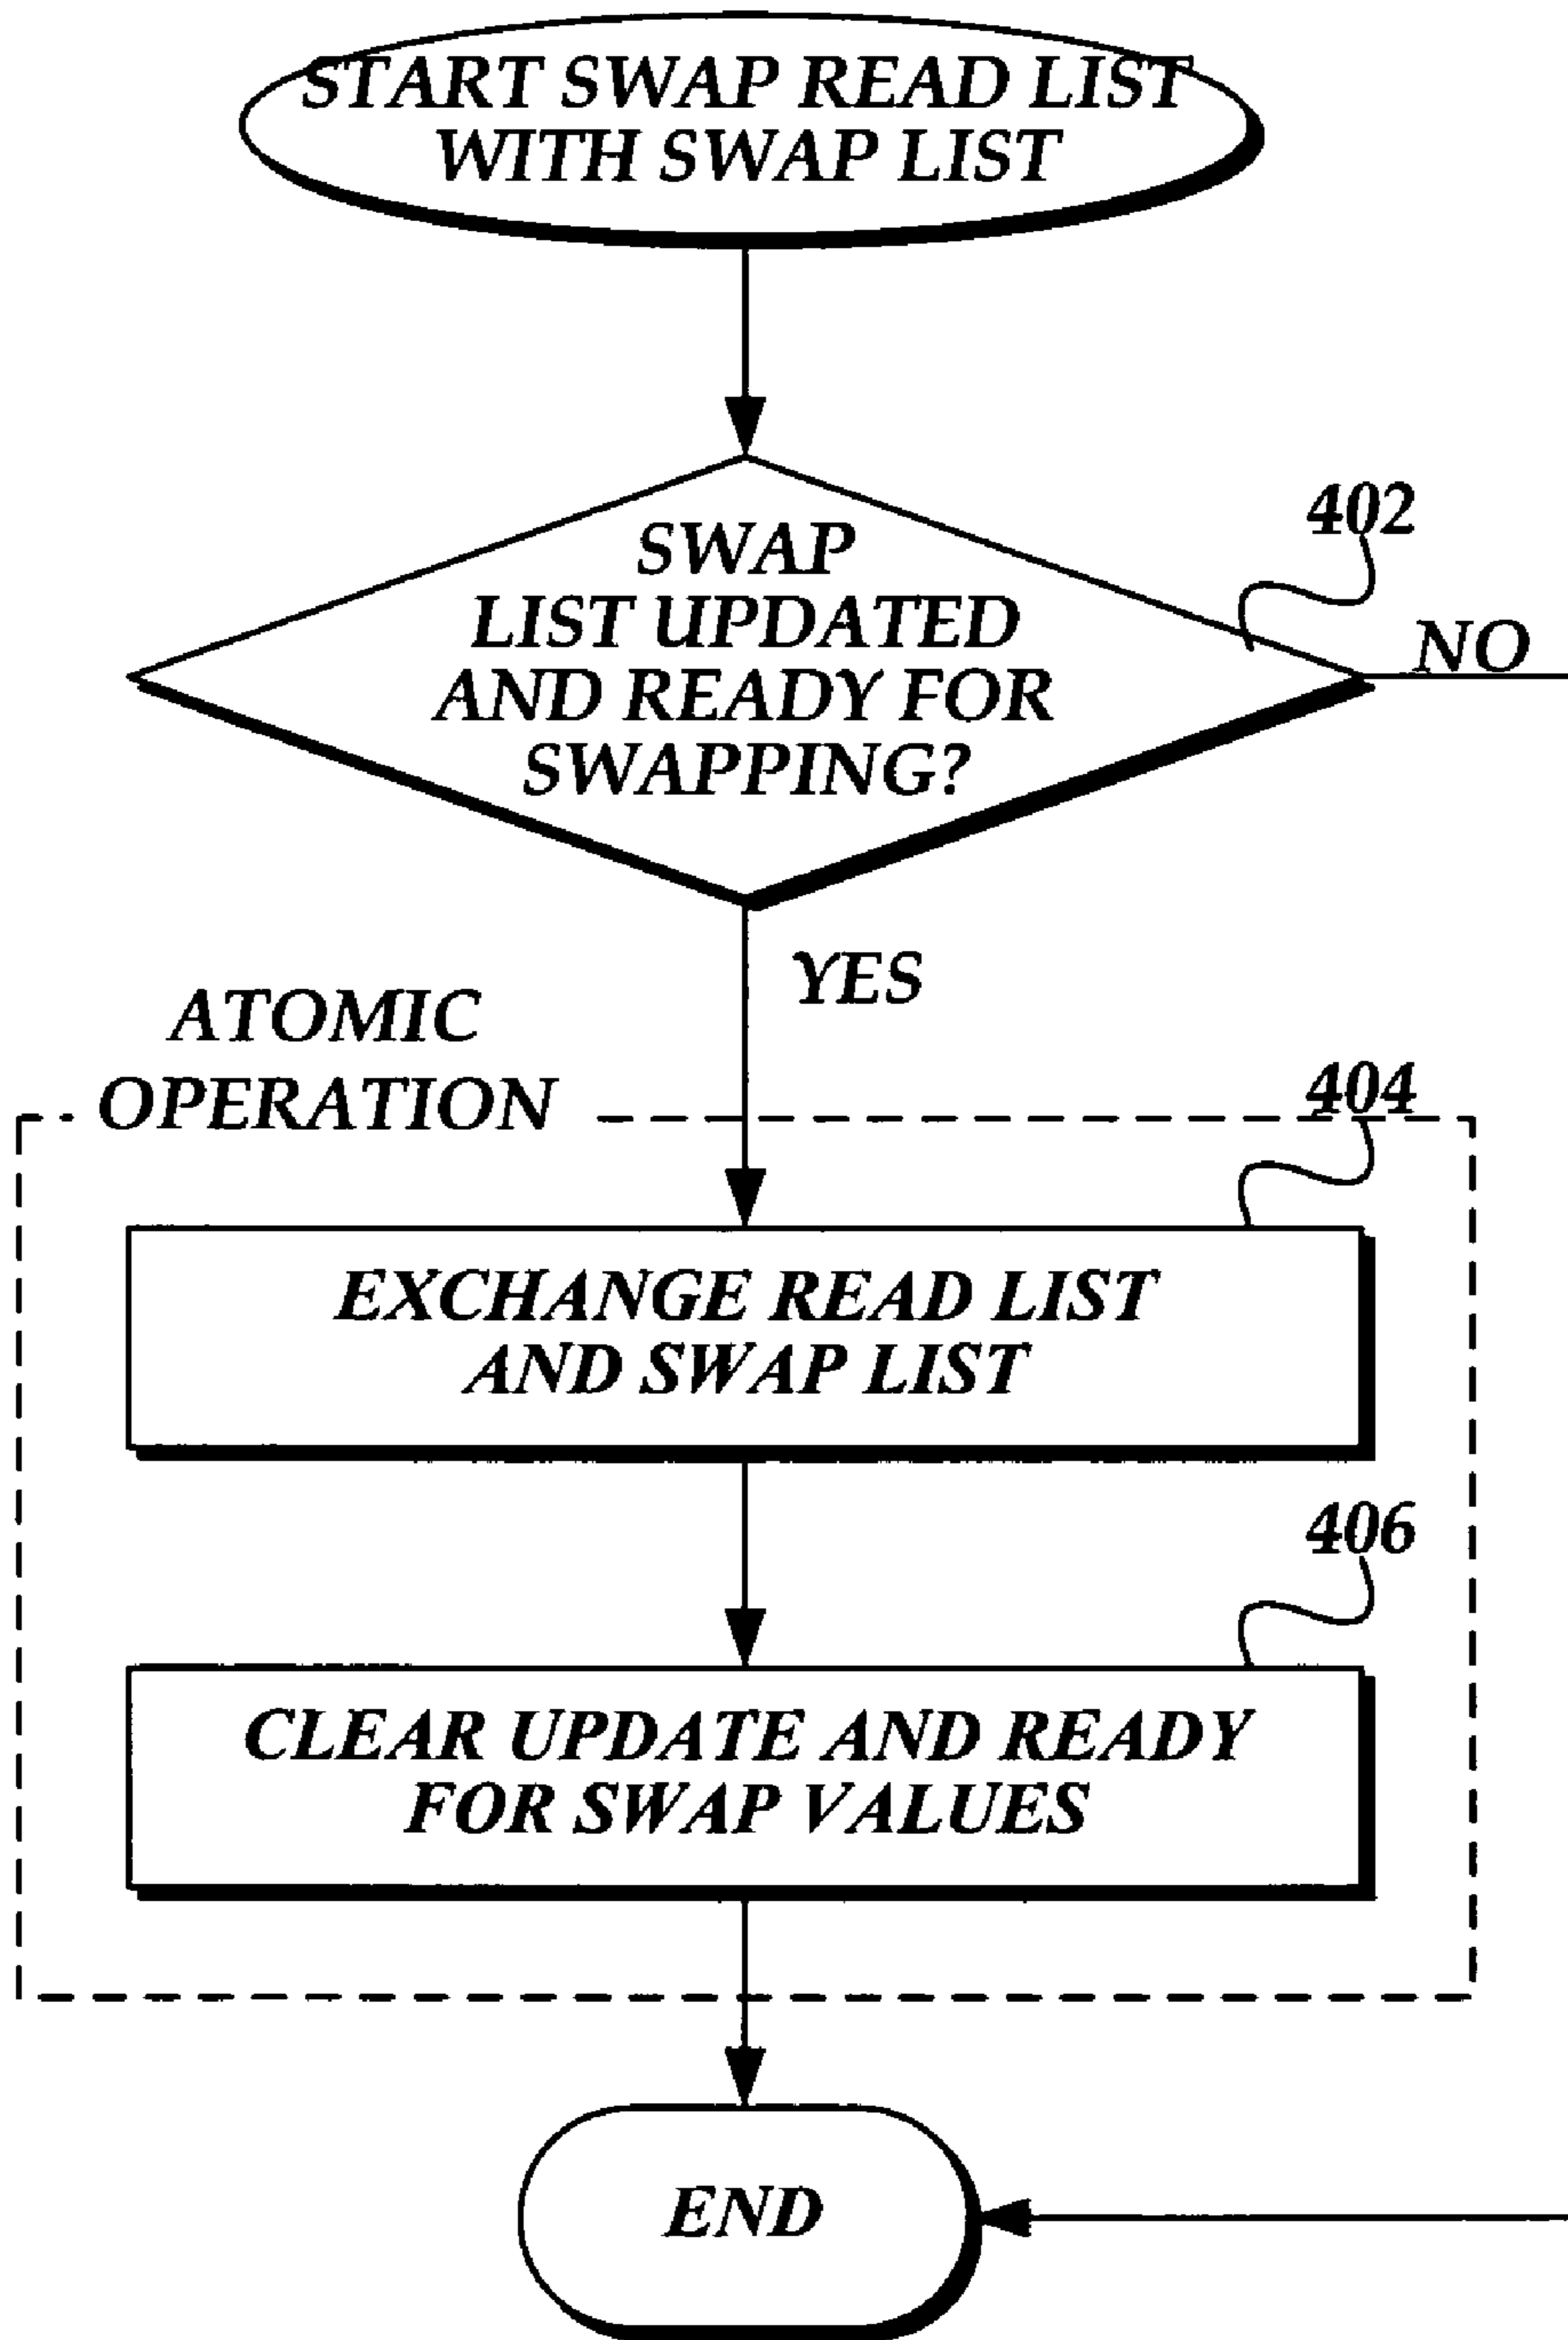 START SWAP READ LIST
WITH SWAP LIST
402
SWAP
LIST UPDATED
AND READY FOR
SWAPPING?
NO
YES
ATOMIC
OPERATION
404
EXCHANGE READ LIST
AND SWAP LIST
406
CLEAR UPDATE AND READY
FOR SWAP VALUES
END